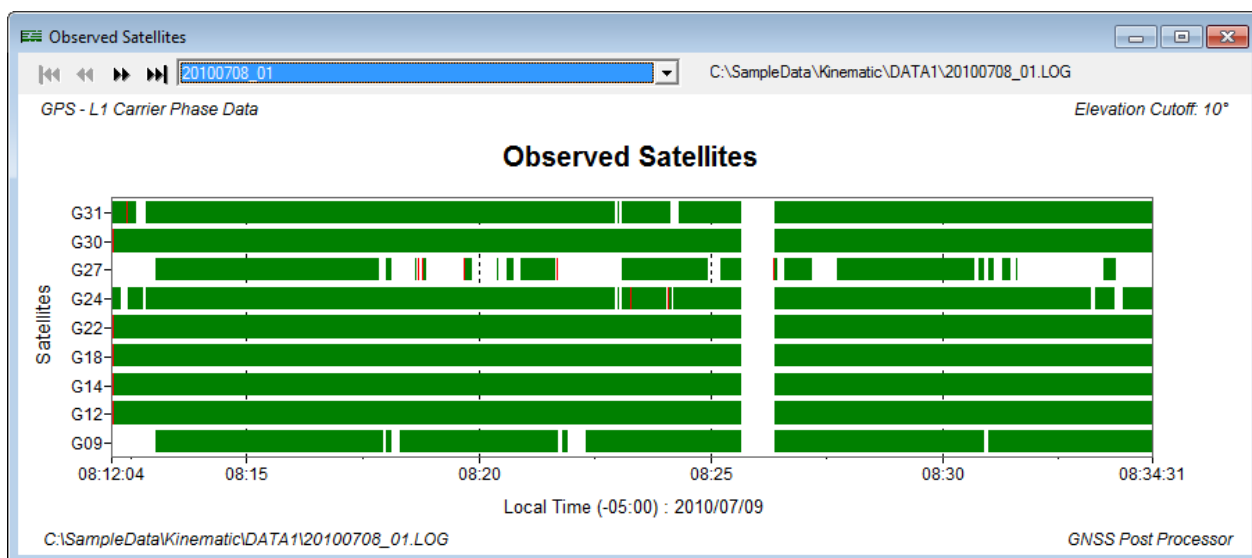 Observed Satellites
20100708_01 C:\SampleData\Kinematic\DATA1\20100708_01.LOG
GPS - L1 Carrier Phase Data Elevation Cutoff: 10°
Observed Satellites
Satellites
G31
G30
G27
G24
G22
G18
G14
G12
G09
08:12:04 08:15 08:20 08:25 08:30 08:34:31
Local Time (-05:00) : 2010/07/09
C:\SampleData\Kinematic\DATA1\20100708_01.LOG GNSS Post Processor